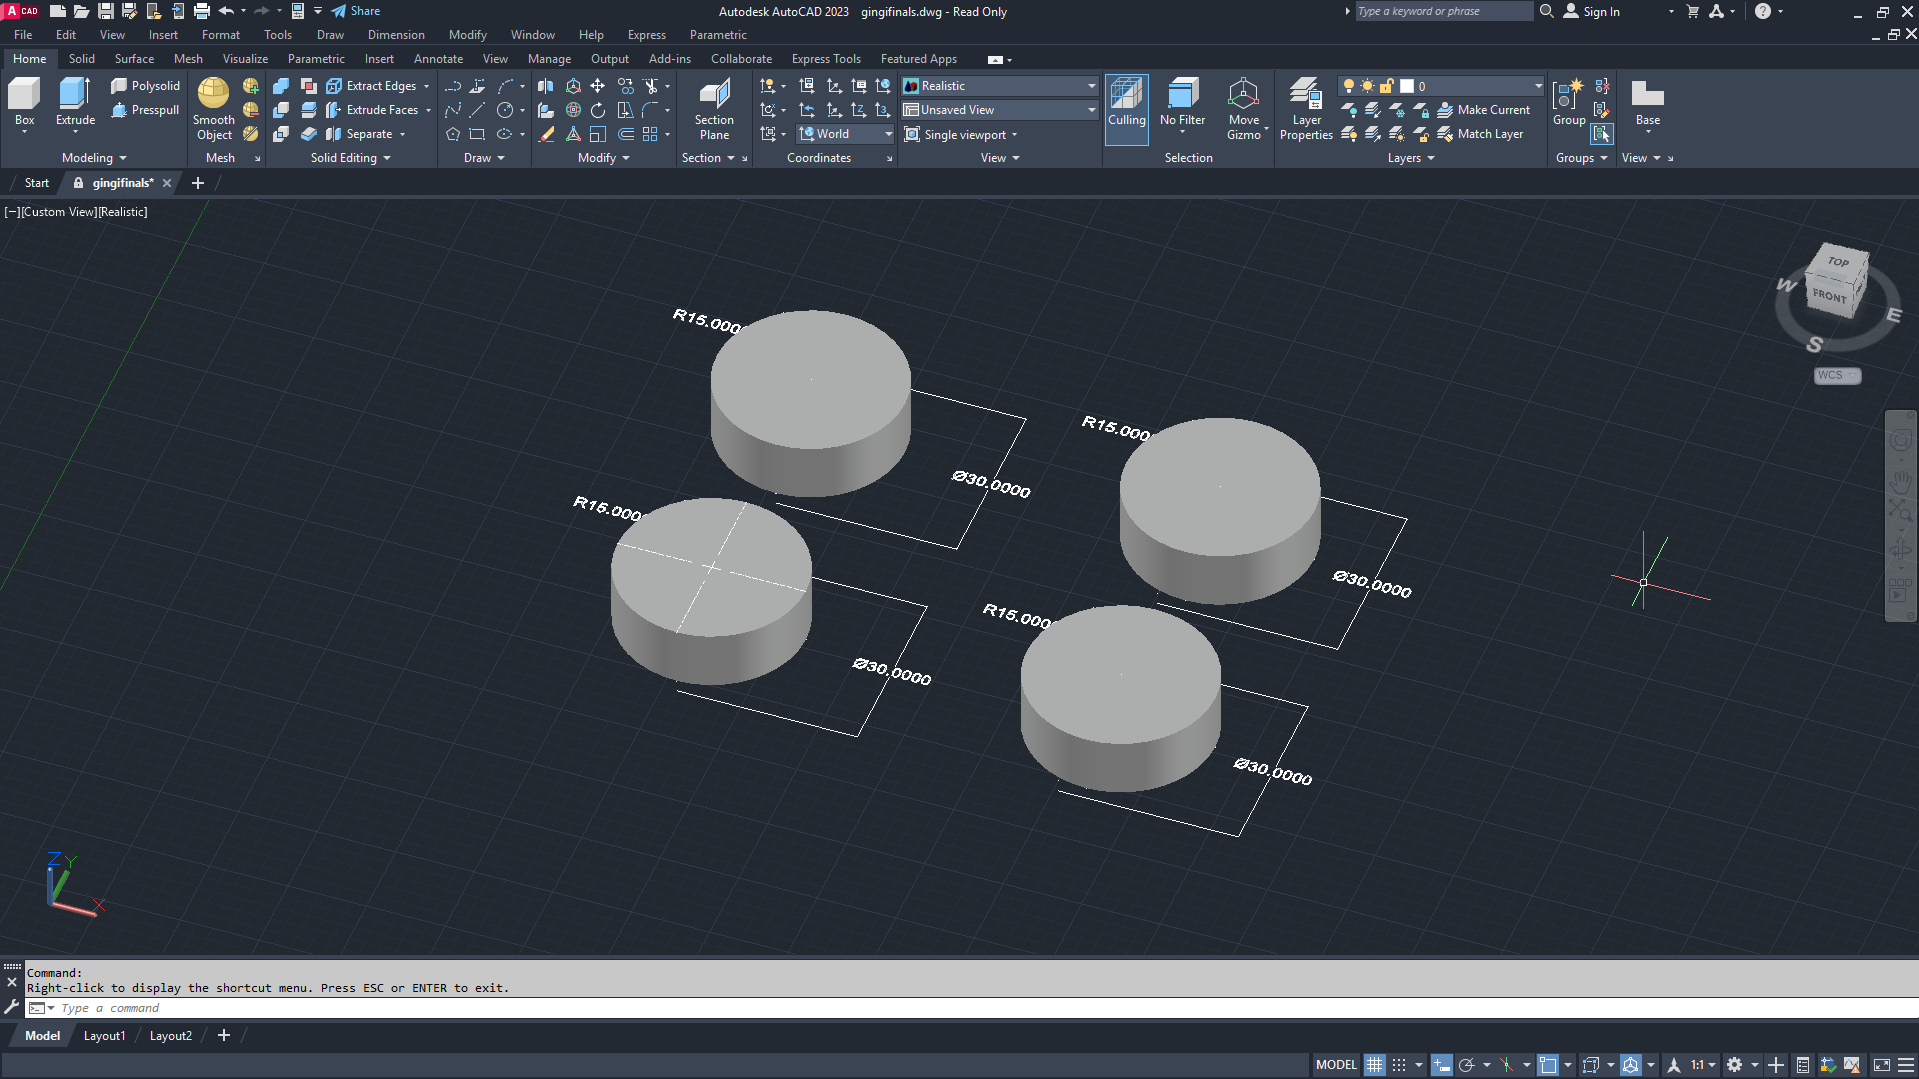 A CAD
Share
Autodesk AutoCAD 2023 gingifinals.dwg - Read Only
Type a keyword or phrase
Sign In
File Edit View Insert Format Tools Draw Dimension Modify Window Help Express Parametric
Home Solid Surface Mesh Visualize Parametric Insert Annotate View Manage Output Add-ins Collaborate Express Tools Featured Apps
Box
Extrude
Polysolid
Presspull
Modeling
Smooth
Object
Mesh
Extract Edges
Extrude Faces
Separate
Solid Editing
Draw
Modify
Section
Plane
Section
World
Coordinates
Realistic
Unsaved View
Single viewport
View
Culling
No Filter
Move
Gizmo
Selection
Layer
Properties
0
Make Current
Match Layer
Layers
Group
Groups
Base
View
Start
gingifinals*
[−][Custom View][Realistic]
TOP
FRONT
W
E
S
WCS
R15.000
Ø30.0000
R15.000
Ø30.0000
R15.000
Ø30.0000
R15.000
Ø30.0000
Z
Y
X
Command:
Right-click to display the shortcut menu. Press ESC or ENTER to exit.
Type a command
Model Layout1 Layout2
MODEL
1:1